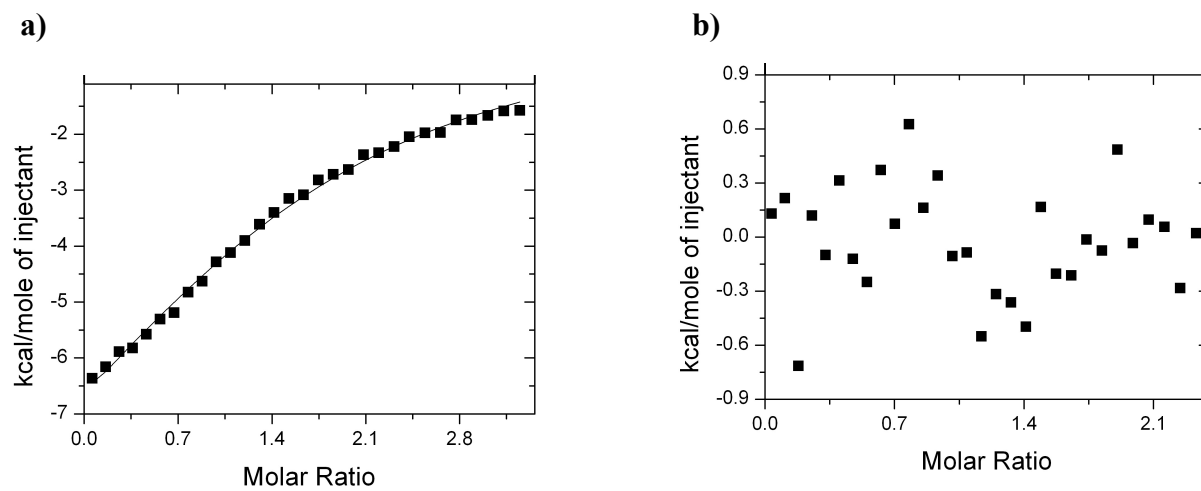 a)
b)
kcal/mole of injectant
-2
-3
-4
-5
-6
-7
0.0 0.7 1.4 2.1 2.8
Molar Ratio
kcal/mole of injectant
0.9
0.6
0.3
0.0
-0.3
-0.6
-0.9
0.0 0.7 1.4 2.1
Molar Ratio